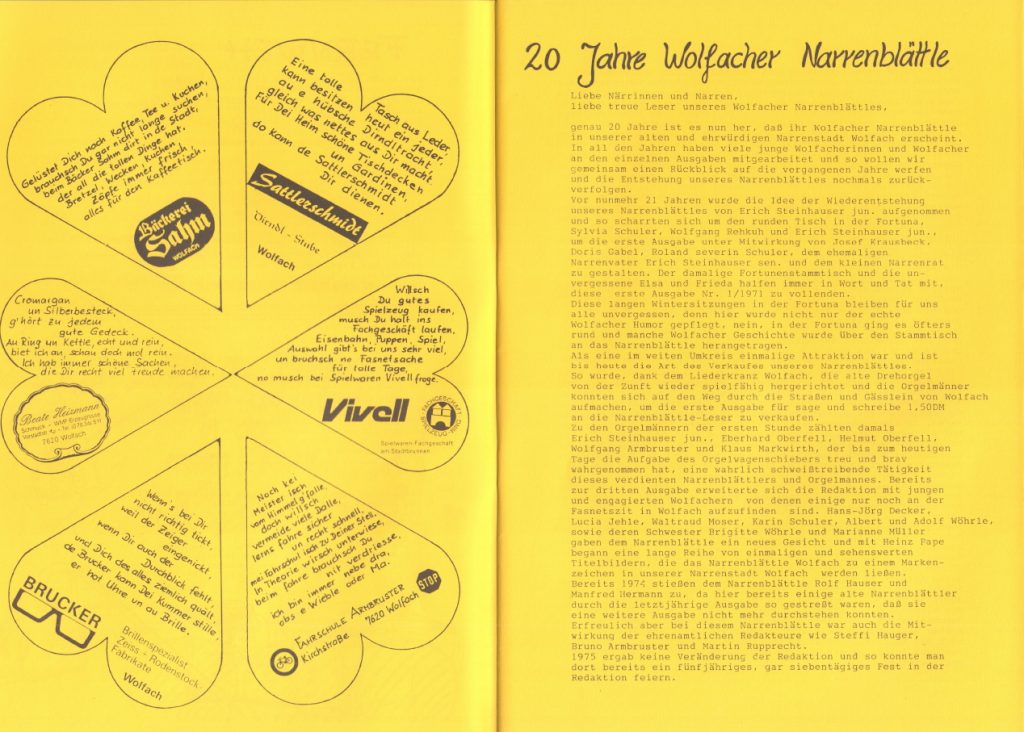 Gelüstet Dich noch Koffee, Tee u. Kuchen,
brauchsch Du gar nicht lange suchen,
beim Bäcker Sahm dirt in de Stadt,
der all die tollen Dinge hat,
Bretzel, Wecken, Kuchen
Zöpfe immer frisch,
alles für den Koffeetisch.
Bäckerei
Sahm
WOLFACH
Eine tolle Tasch aus Leder
kann besitzen heut ein jeder,
au e hübsche Dirndltracht,
gleich was nettes aus Dir macht.
Für Dei Heim schöne Tischdecken
un Gardinen,
do kann de Sattlerschmidt
Dir dienen.
Sattlerschmidt
Dirndl - Stube
Wolfach
Cromargan
un Silberbesteck,
g'hört zu jedem
gute Gedeck.
Au Ring un Kettle, echt und rein,
biet ich an, schau doch mol rein.
Ich hab immer schöne Sachen,
die Dir recht viel Freude machen.
Beate Heizmann
7620 Wolfach
Willsch
Du gutes
Spielzeug kaufen,
musch Du halt ins
Fachgeschäft laufen,
Eisenbahn, Puppen, Spiel,
Auswahl gibt's bei uns sehr viel,
un bruchsch no Fasnetsache
für tolle Tage,
no musch bei Spielwaren Vivell froge.
Vivell
FACHGESCHÄFT
SPIELZEUG-RING
Spielwaren-Fachgeschäft
am Stadtbrunnen
Wenn's bei Dir
nicht richtig tickt,
weil der Zeiger
eingenickt,
wenn Dir auch der
Durchblick fehlt
und Dich des alles ziemlich quält,
de Brucker kann Dei Kummer stille,
er hot Uhre un au Brille.
BRUCKER
Brillenspezialist
Zeiss - Rodenstock
Fabrikate
Wolfach
Noch kei
Meister isch
vom Himmel g'falle,
doch willsch
vermeide viele Dalle,
lerns Fahre sicher
un recht schnell,
mei Fahrschul isch zu Deiner Stell.
In Theorie wirsch unterwiese,
beim Fahre brauchsch Du
nit verdriesse,
ich bin immer nebe dra,
obs e Wieble oder Ma.
FAHRSCHULE ARMBRUSTER
Kirchstraße 7620 Wolfach
STOP
20 Jahre Wolfacher Narrenblättle
Liebe Närrinnen und Narren,
liebe treue Leser unseres Wolfacher Narrenblättles,
genau 20 Jahre ist es nun her, daß ihr Wolfacher Narrenblättle
in unserer alten und ehrwürdigen Narrenstadt Wolfach erscheint.
In all den Jahren haben viele junge Wolfacherinnen und Wolfacher
an den einzelnen Ausgaben mitgearbeitet und so wollen wir
gemeinsam einen Rückblick auf die vergangenen Jahre werfen
und die Entstehung unseres Narrenblättles nochmals zurück-
verfolgen.
Vor nunmehr 21 Jahren wurde die Idee der Wiederentstehung
unseres Narrenblättles von Erich Steinhauser jun. aufgenommen
und so scharrten sich um den runden Tisch in der Fortuna,
Sylvia Schuler, Wolfgang Rehkuh und Erich Steinhauser jun.,
um die erste Ausgabe unter Mitwirkung von Josef Krausbeck,
Doris Gabel, Roland severin Schuler, dem ehemaligen
Narrenvater Erich Steinhauser sen. und dem kleinen Narrenrat
zu gestalten. Der damalige Fortunenstammtisch und die un-
vergessene Elsa und Frieda halfen immer in Wort und Tat mit,
diese erste Ausgabe Nr. 1/1971 zu vollenden.
Diese langen Wintersitzungen in der Fortuna bleiben für uns
alle unvergessen, denn hier wurde nicht nur der echte
Wolfacher Humor gepflegt, nein, in der Fortuna ging es öfters
rund und manche Wolfacher Geschichte wurde über den Stammtisch
an das Narrenblättle herangetragen.
Als eine im weiten Umkreis einmalige Attraktion war und ist
bis heute die Art des Verkaufes unseres Narrenblättles.
So wurde, dank dem Liederkranz Wolfach, die alte Drehorgel
von der Zunft wieder spielfähig hergerichtet und die Orgelmänner
konnten sich auf den Weg durch die Straßen und Gässlein von Wolfach
aufmachen, um die erste Ausgabe für sage und schreibe 1,50DM
an die Narrenblättle-Leser zu verkaufen.
Zu den Orgelmännern der ersten Stunde zählten damals
Erich Steinhauser jun., Eberhard Oberfell, Helmut Oberfell,
Wolfgang Armbruster und Klaus Markwirth, der bis zum heutigen
Tage die Aufgabe des Orgelvagenschiebers treu und brav
wahrgenommen hat, eine wahrlich schweißtreibende Tätigkeit
dieses verdienten Narrenblättlers und Orgelmannes. Bereits
zur dritten Ausgabe erweiterte sich die Redaktion mit jungen
und engagierten Wolfachern von denen einige nur noch an der
Fasnetszit in Wolfach aufzufinden sind. Hans-Jörg Decker,
Lucia Jehle, Waltraud Moser, Karin Schuler, Albert und Adolf Wöhrle,
sowie deren Schwester Brigitte Wöhrle und Marianne Müller
gaben dem Narrenblättle ein neues Gesicht und mit Heinz Pape
begann eine lange Reihe von einmaligen und sehenswerten
Titelbildern, die das Narrenblättle Wolfach zu einem Marken-
zeichen in unserer Narrenstadt Wolfach werden ließen.
Bereits 1974 stießen dem Narrenblättle Rolf Hauser und
Manfred Hermann zu, da hier bereits einige alte Narrenblättler
durch die letztjährige Ausgabe so gestreßt waren, daß sie
eine weitere Ausgabe nicht mehr durchstehen konnten.
Erfreulich aber bei diesem Narrenblättle war auch die Mit-
wirkung der ehrenamtlichen Redakteure wie Steffi Hauger,
Bruno Armbruster und Martin Rupprecht.
1975 ergab keine Veränderung der Redaktion und so konnte man
dort bereits ein fünfjähriges, gar siebentägiges Fest in der
Redaktion feiern.